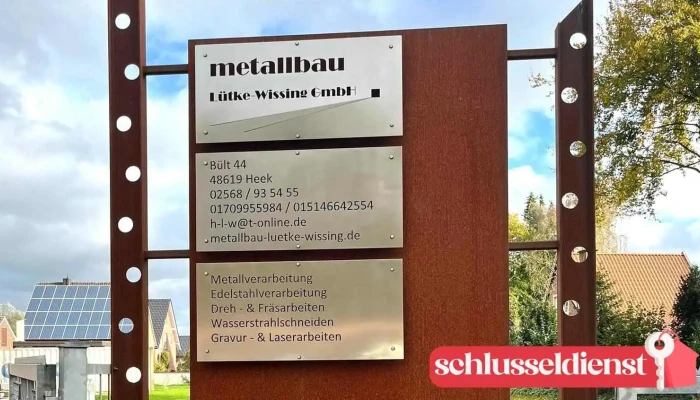 metallbau
Lütke-Wissing GmbH
Bült 44
48619 Heek
02568 / 93 54 55
01709955984 / 015146642554
h-l-w@t-online.de
metallbau-luetke-wissing.de
Metallverarbeitung
Edelstahlverarbeitung
Dreh - & Fräsarbeiten
Wasserstrahlschneiden
Gravur - & Laserarbeiten
schlusseldienst